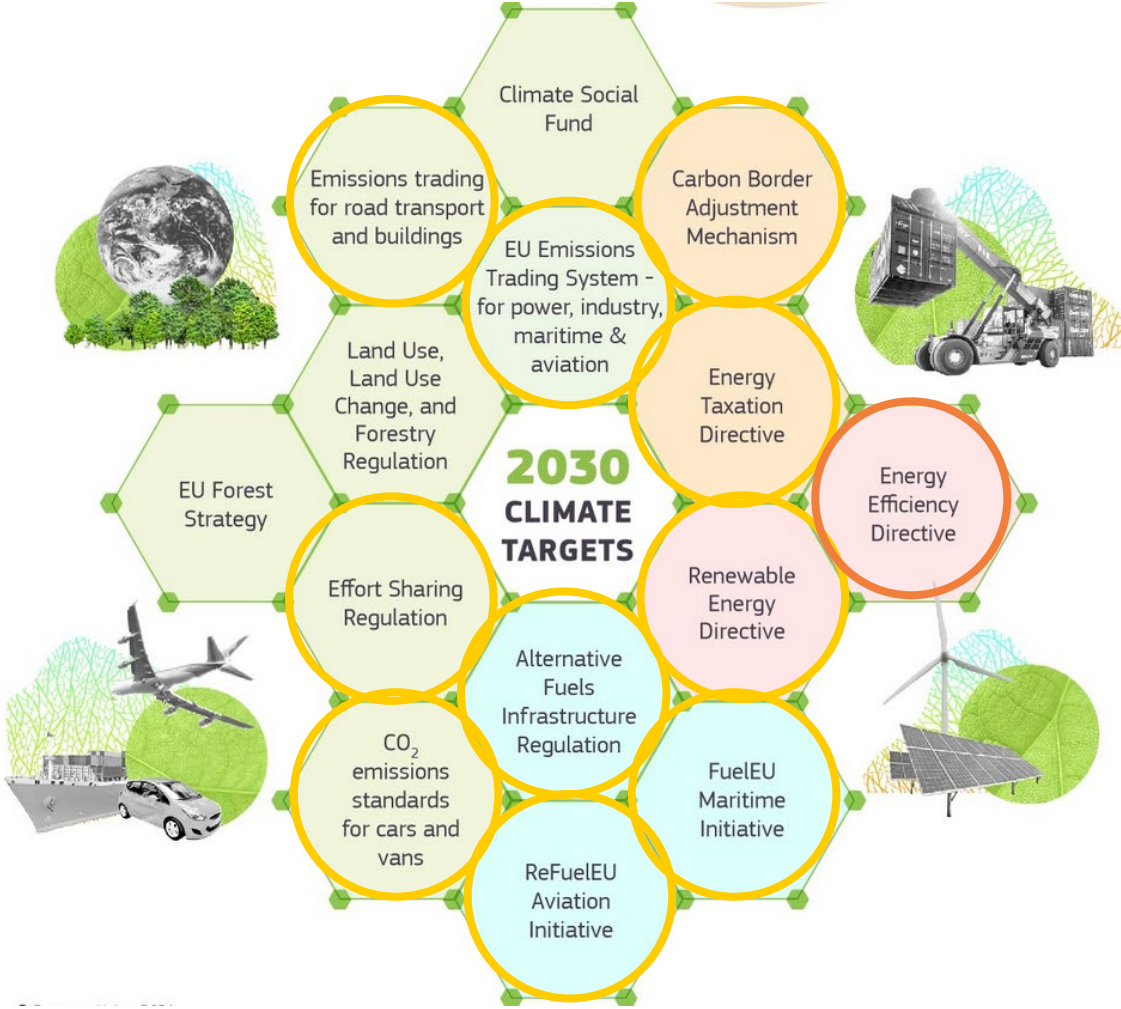 Climate Social
Fund
Emissions trading
for road transport
and buildings
Carbon Border
Adjustment
Mechanism
EU Emissions
Trading System -
for power, industry,
maritime &
aviation
Land Use,
Land Use
Change, and
Forestry
Regulation
Energy
Taxation
Directive
2030
CLIMATE
TARGETS
EU Forest
Strategy
Energy
Efficiency
Directive
Effort Sharing
Regulation
Renewable
Energy
Directive
Alternative
Fuels
Infrastructure
Regulation
CO₂
emissions
standards
for cars and
vans
FuelEU
Maritime
Initiative
ReFuelEU
Aviation
Initiative